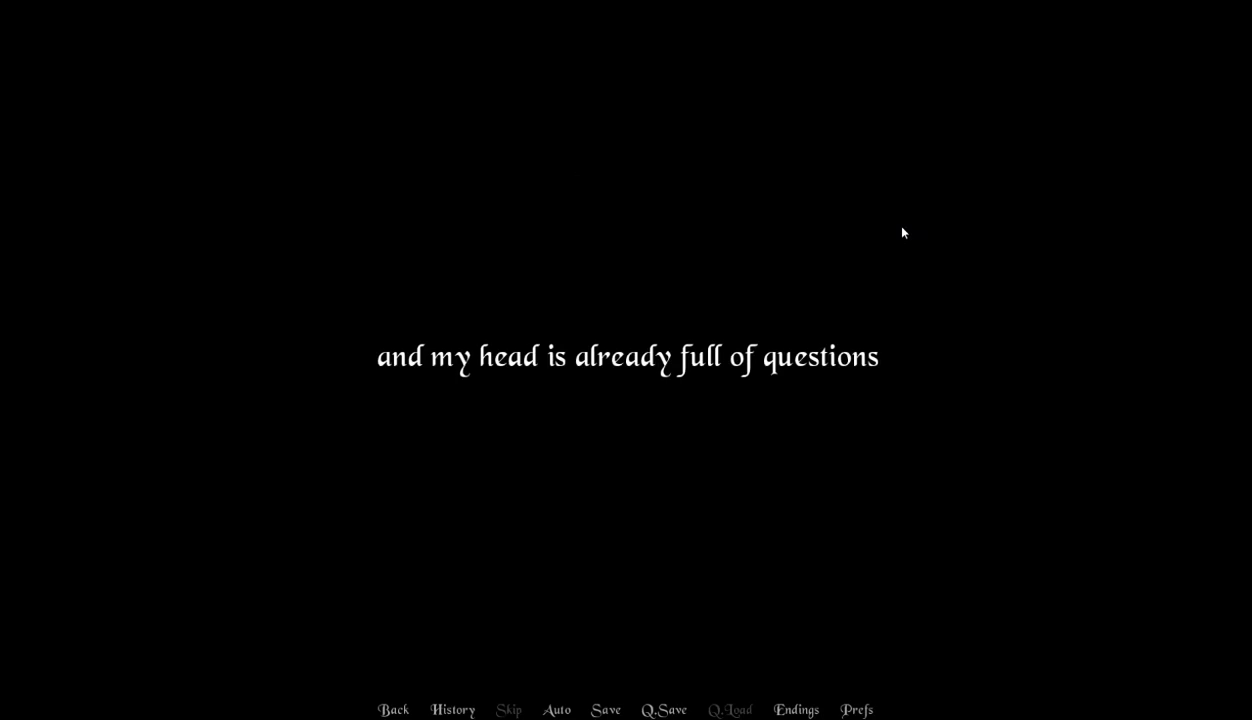 and my head is already full of questions
Back History Skip Auto Save Q.Save Q.Load Endings Prefs